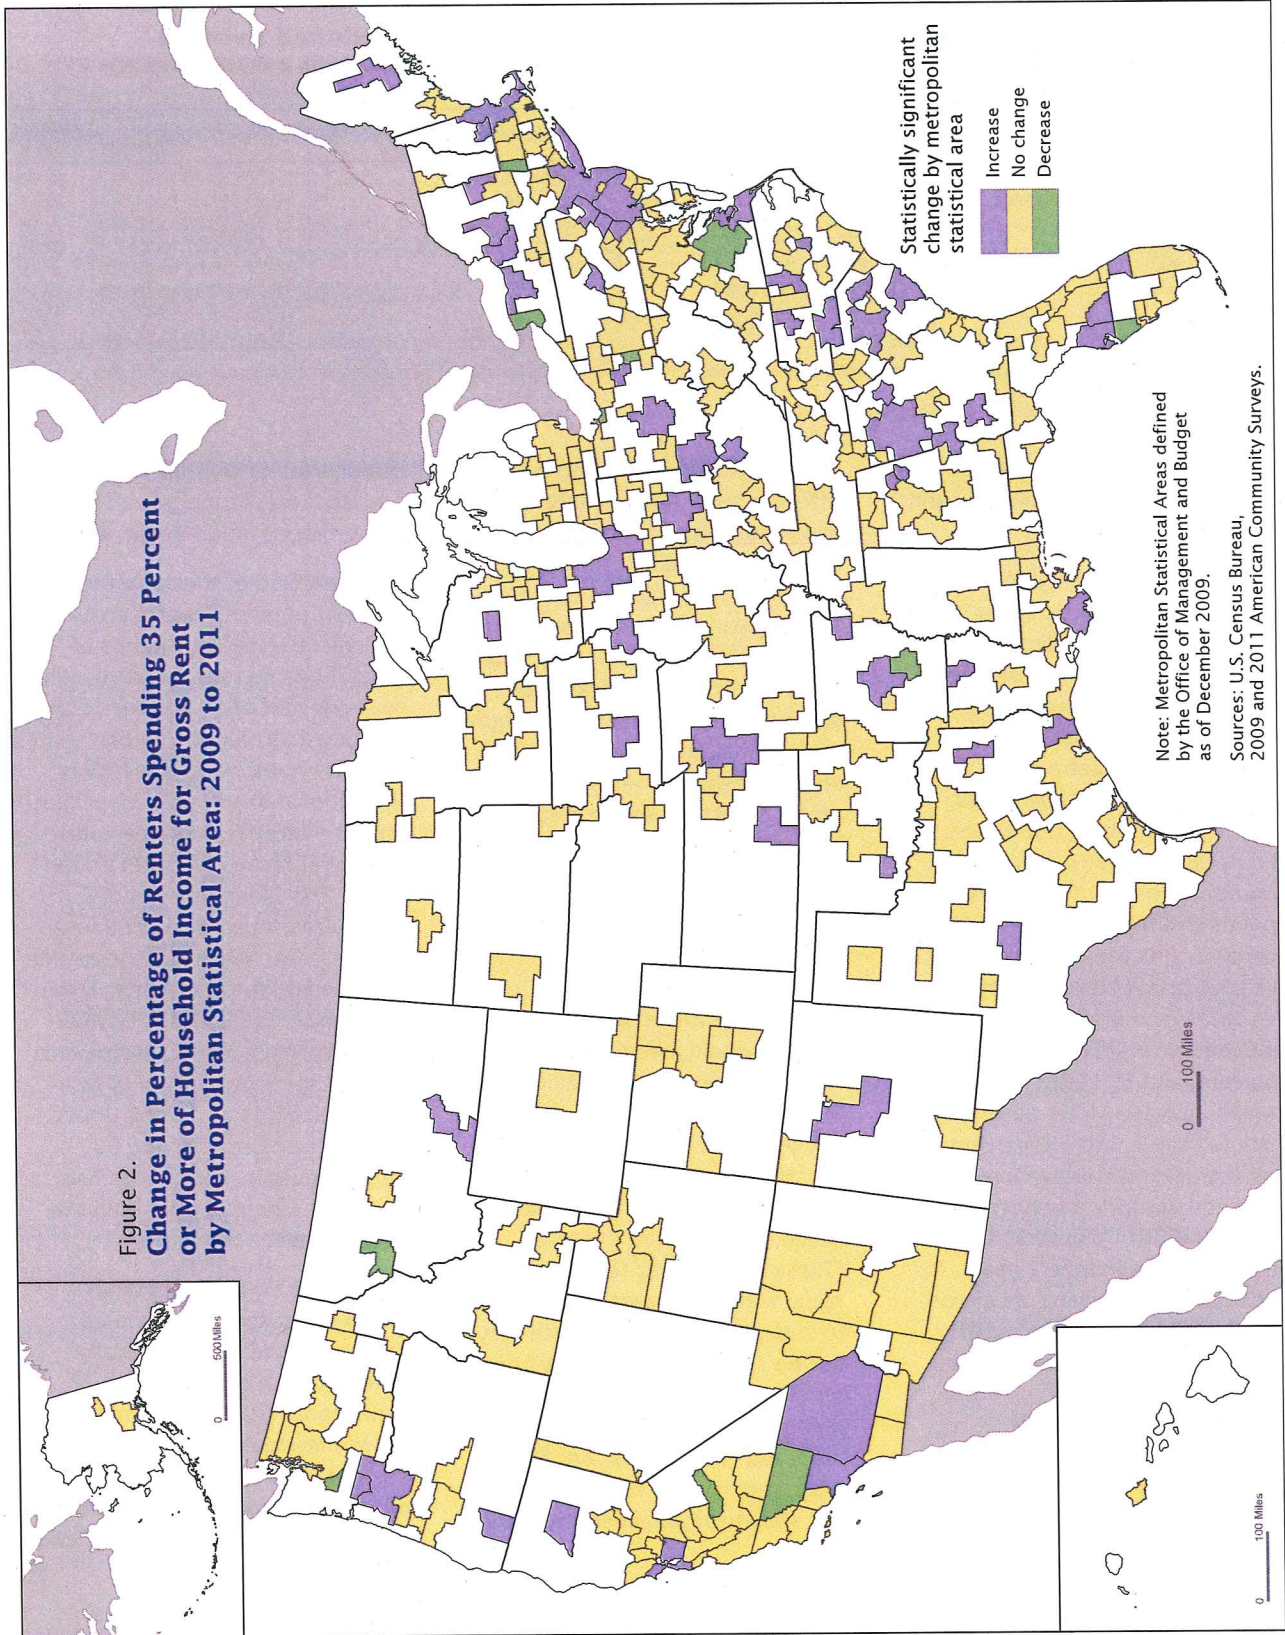 Figure 2.
Change in Percentage of Renters Spending 35 Percent
or More of Household Income for Gross Rent
by Metropolitan Statistical Area: 2009 to 2011
Statistically significant
change by metropolitan
statistical area
Increase
No change
Decrease
Note: Metropolitan Statistical Areas defined
by the Office of Management and Budget
as of December 2009.
Sources: U.S. Census Bureau,
2009 and 2011 American Community Surveys.
0 500 Miles
0 100 Miles
0 100 Miles